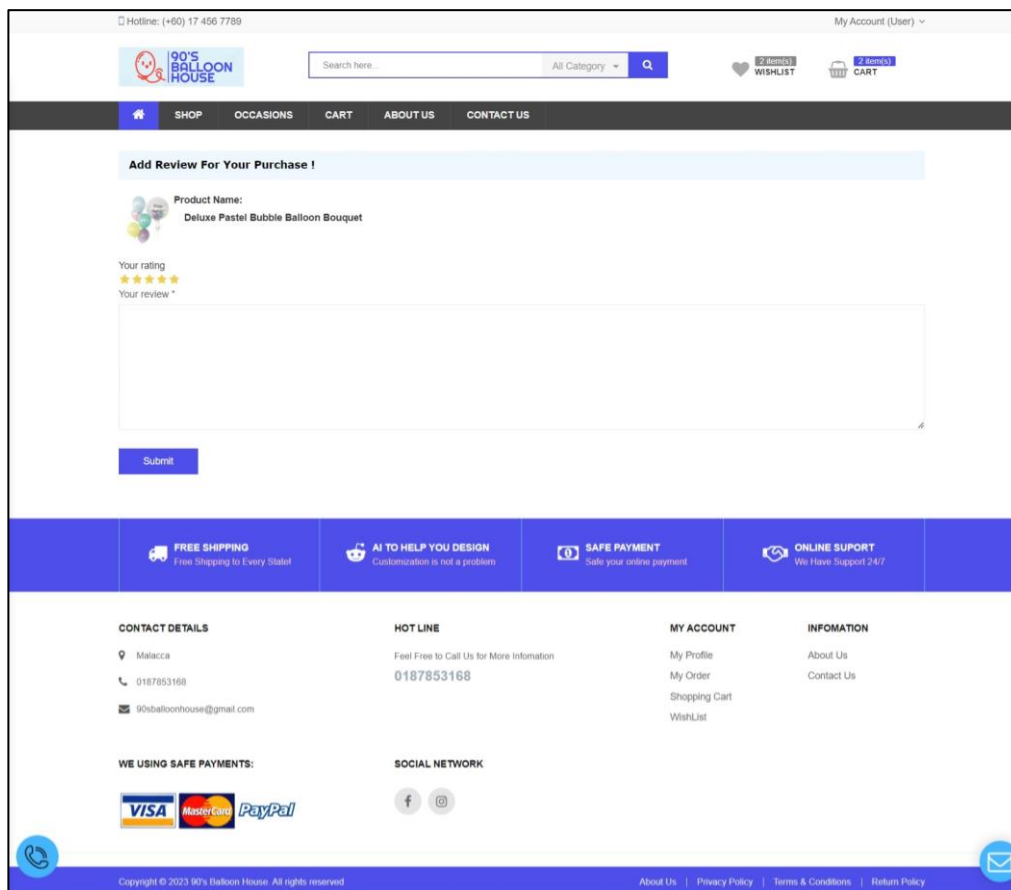 Hotline: (+60) 17 456 7789
My Account (User)
90'S
BALLOON
HOUSE
Search here...
All Category
2 item(s)
WISHLIST
2 item(s)
CART
SHOP
OCCASIONS
CART
ABOUT US
CONTACT US
Add Review For Your Purchase !
Product Name:
Deluxe Pastel Bubble Balloon Bouquet
Your rating
Your review *
Submit
FREE SHIPPING
Free Shipping to Every State!
AI TO HELP YOU DESIGN
Customization is not a problem
SAFE PAYMENT
Safe your online payment
ONLINE SUPORT
We Have Support 24/7
CONTACT DETAILS
Malacca
0187853168
90sballoonhouse@gmail.com
HOT LINE
Feel Free to Call Us for More Infomation
0187853168
MY ACCOUNT
My Profile
My Order
Shopping Cart
WishList
INFOMATION
About Us
Contact Us
WE USING SAFE PAYMENTS:
VISA
MasterCard
PayPal
SOCIAL NETWORK
Copyright © 2023 90's Balloon House. All rights reserved
About Us | Privacy Policy | Terms & Conditions | Return Policy